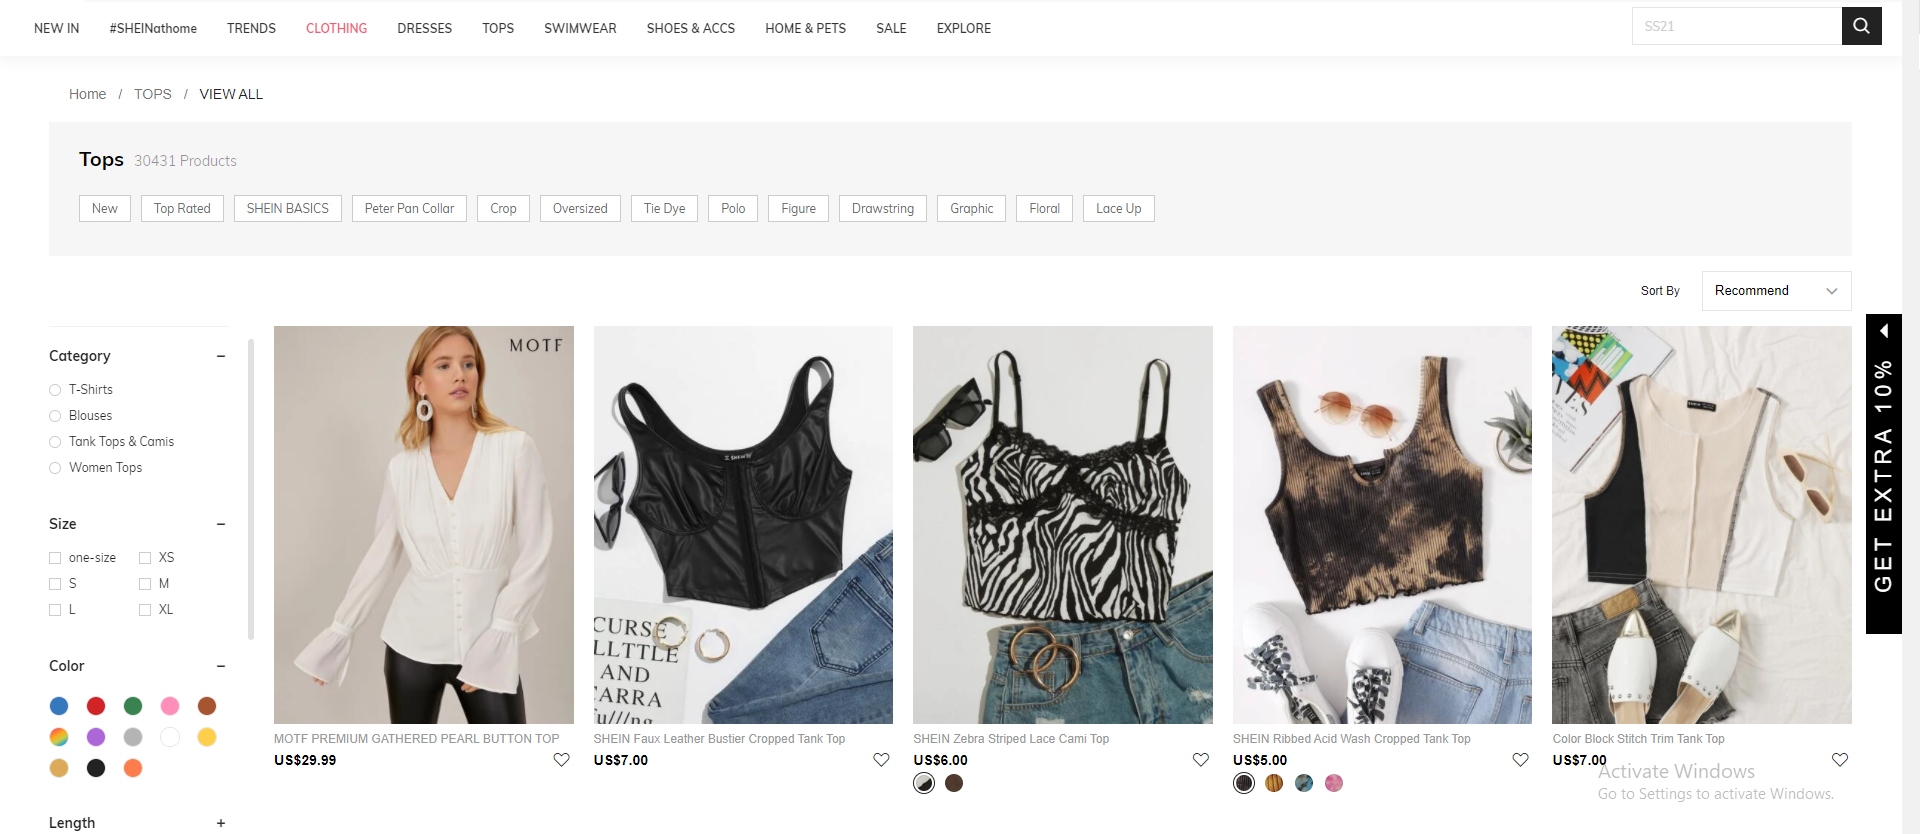 NEW IN #SHEINathome TRENDS CLOTHING DRESSES TOPS SWIMWEAR SHOES & ACCS HOME & PETS SALE EXPLORE SS21
Home / TOPS / VIEW ALL
Tops 30431 Products
New Top Rated SHEIN BASICS Peter Pan Collar Crop Oversized Tie Dye Polo Figure Drawstring Graphic Floral Lace Up
Sort By Recommend
GET EXTRA 10%
Category −
T-Shirts
Blouses
Tank Tops & Camis
Women Tops
Size −
one-size XS
S M
L XL
Color −
Length +
MOTF
MOTF PREMIUM GATHERED PEARL BUTTON TOP
US$29.99
SHEIN
CURSE
AND
SHEIN Faux Leather Bustier Cropped Tank Top
US$7.00
SHEIN Zebra Striped Lace Cami Top
US$6.00
SHEIN Ribbed Acid Wash Cropped Tank Top
US$5.00
Color Block Stitch Trim Tank Top
US$7.00
Activate Windows
Go to Settings to activate Windows.